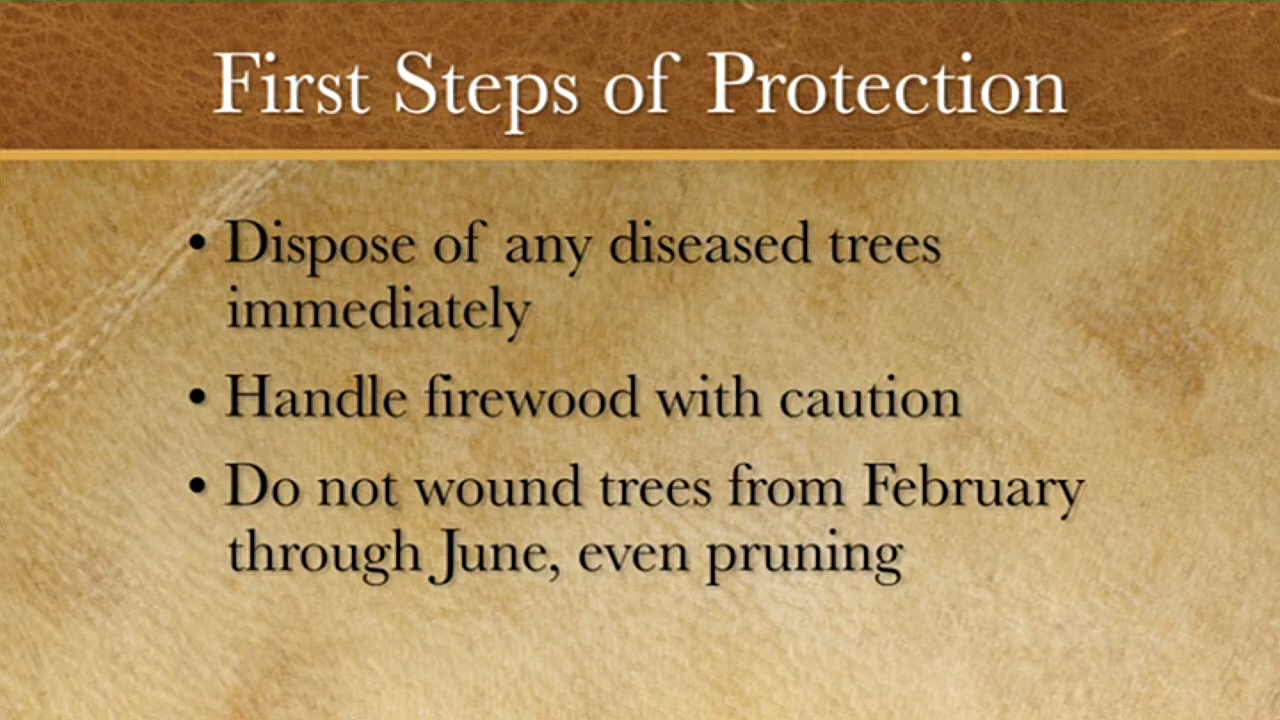 First Steps of Protection
• Dispose of any diseased trees
immediately
• Handle firewood with caution
• Do not wound trees from February
through June, even pruning